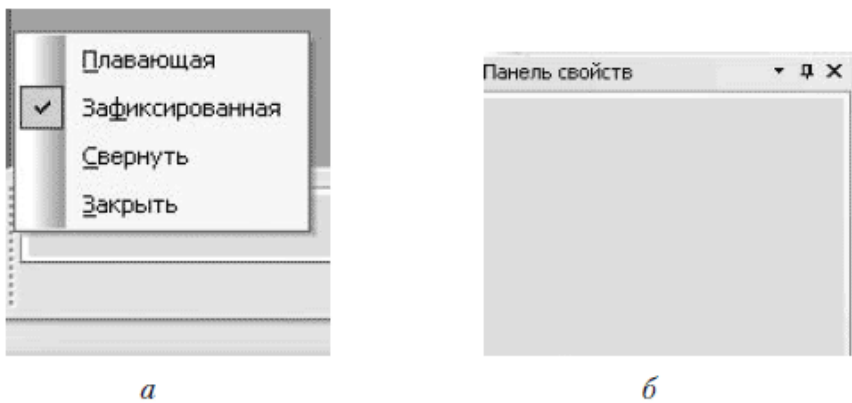 Плавающая
Зафиксированная
Свернуть
Закрыть
Панель свойств
а
б